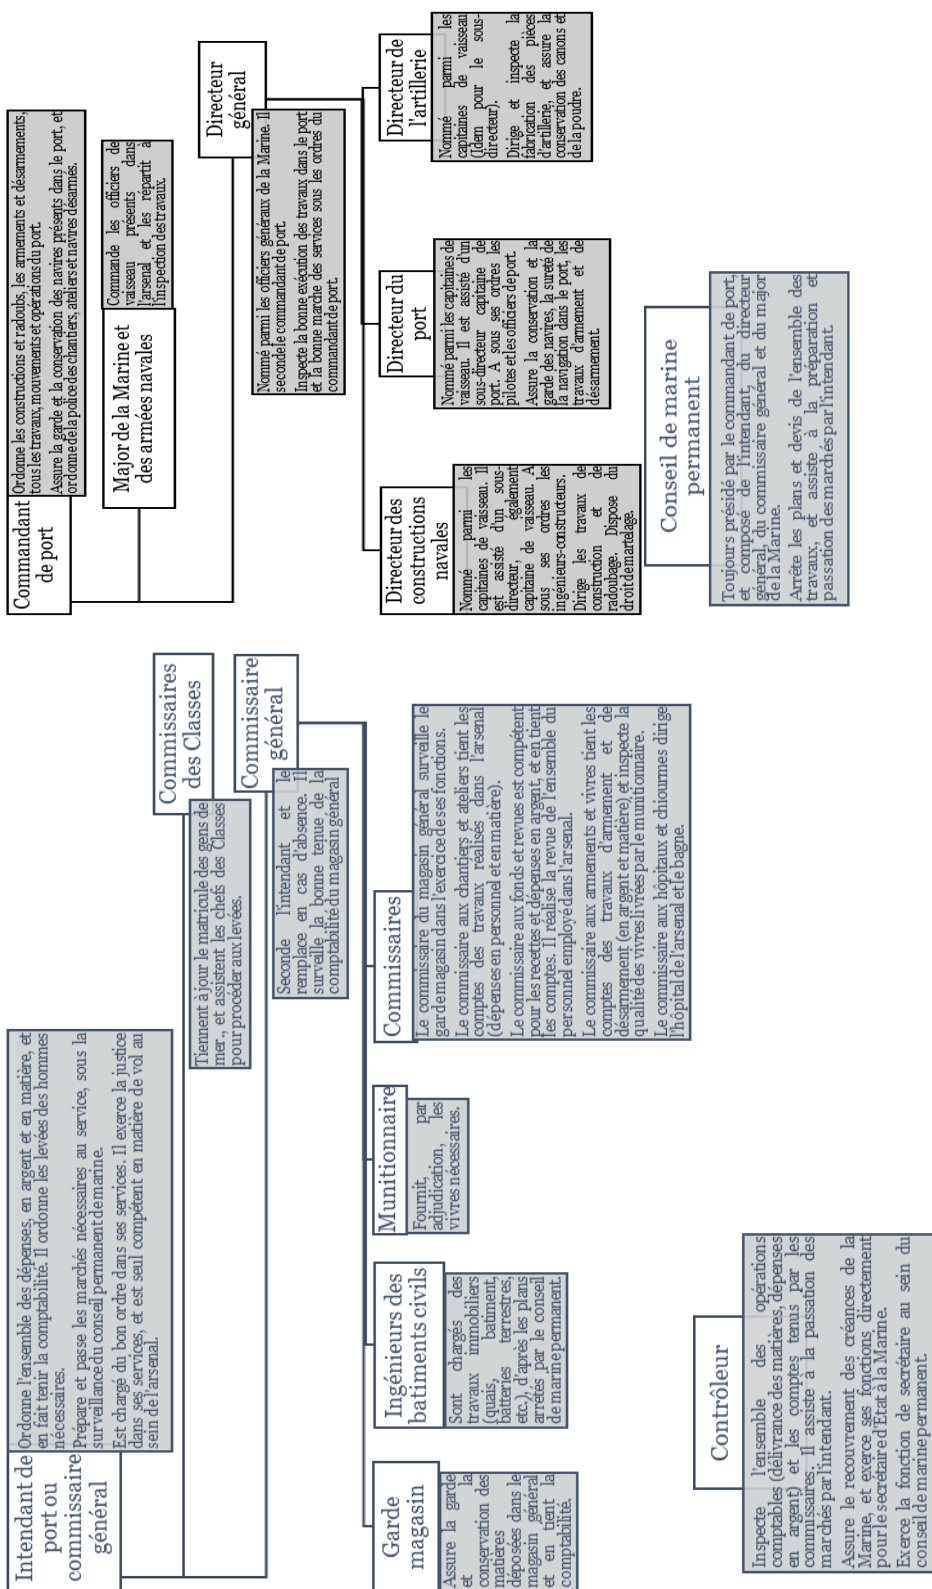 Intendant de
port ou
commissaire
général
Ordonne l'ensemble des dépenses, en argent et en matière, et
en fait tenir la comptabilité. Il ordonne les levées des hommes
nécessaires.
Prépare et passe les marchés nécessaires au service, sous la
surveillance du conseil permanent de marine.
Est chargé du bon ordre dans ses services. Il exerce la justice
dans ses services, et est seul compétent en matière de vol au
sein de l'arsenal.
Commissaires
des Classes
Tiennent à jour le matricule des gens de
mer., et assistent les chefs des Classes
pour procéder aux levées.
Commissaire
général
Seconde l'intendant et le
remplace en cas d'absence. Il
surveille la bonne tenue de la
comptabilité du magasin général
Garde
magasin
Assure la garde
et la
conservation des
matières
déposées dans le
magasin général
et en tient la
comptabilité.
Ingénieurs des
batiments civils
Sont chargés des
travaux immobiliers
(quais, batiment,
batteries terrestres,
etc.), d'après les plans
arrêtés par le conseil
de marine permanent.
Munitionnaire
Fournit, par
adjudication, les
vivres nécessaires.
Commissaires
Le commissaire du magasin général surveille le
garde magasin dans l'exercice de ses fonctions.
Le commissaire aux chantiers et ateliers tient les
comptes des travaux réalisés dans l'arsenal
(dépenses en personnel et en matière).
Le commissaire aux fonds et revues est compétent
pour les recettes et dépenses en argent, et en tient
les comptes. Il réalise la revue de l'ensemble du
personnel employé dans l'arsenal.
Le commissaire aux armements et vivres tient les
comptes des travaux d'armement et de
désarmement (en argent et matière) et inspecte la
qualité des vivres livrées par le munitionnaire.
Le commissaire aux hôpitaux et chiourmes dirige
l'hôpital de l'arsenal et le bagne.
Contrôleur
Inspecte l'ensemble des opérations
comptables (délivrance des matières, dépenses
en argent) et les comptes tenus par les
commissaires. Il assiste à la passation des
marchés par l'intendant.
Assure le recouvrement des créances de la
Marine, et exerce ses fonctions directement
pour le secrétaire d'Etat à la Marine.
Exerce la fonction de secrétaire au sein du
conseil de marine permanent.
Commandant
de port
Ordonne les constructions et radoubs, les armements et désarmements,
tous les travaux, mouvements et opérations du port.
Assure la garde et la conservation des navires présents dans le port, et
ordonne de la police des chantiers, ateliers et navires désarmés.
Major de la Marine et
des armées navales
Commande les officiers de
vaisseau présents dans
l'arsenal et les répartit à
l'inspection des travaux.
Directeur
général
Nommé parmi les officiers généraux de la Marine. Il
seconde le commandant de port.
Inspecte la bonne exécution des travaux dans le port
et la bonne marche des services sous les ordres du
commandant de port.
Directeur des
constructions
navales
Nommé parmi les
capitaines de vaisseau. Il
est assisté d'un sous-
directeur, également
capitaine de vaisseau. A
sous ses ordres les
ingénieurs-constructeurs.
Dirige les travaux de
construction et de
radoubage. Dispose du
droit de martelage.
Directeur du
port
Nommé parmi les capitaines de
vaisseau. Il est assisté d'un
sous-directeur capitaine de
port. A sous ses ordres les
pilotes et les officiers de port.
Assure la conservation et la
garde des navires, la sureté de
la navigation dans le port, les
travaux d'armement et de
désarmement.
Directeur de
l'artillerie
Nommé parmi les
capitaines de vaisseau
(Idem pour le sous-
directeur).
Dirige et inspecte la
fabrication des pièces
d'artillerie, et assure la
conservation des canons et
de la poudre.
Conseil de marine
permanent
Toujours présidé par le commandant de port,
et composé de l'intendant, du directeur
général, du commissaire général et du major
de la Marine.
Arrête les plans et devis de l'ensemble des
travaux, et assiste à la préparation et
passation des marchés par l'intendant.